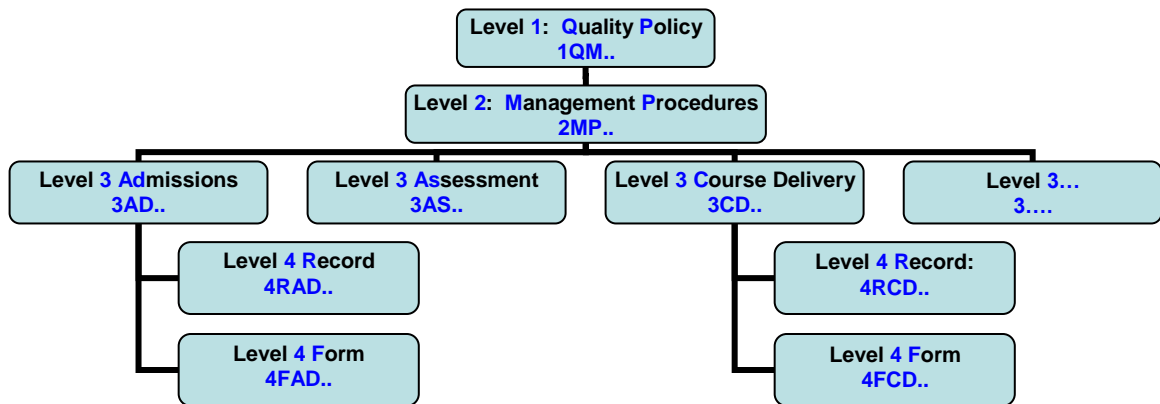 Level 1:  Quality Policy
1QM..
Level 2:  Management Procedures
2MP..
Level 3 Admissions
3AD..
Level 3 Assessment
3AS..
Level 3 Course Delivery
3CD..
Level 3...
3....
Level 4 Record
4RAD..
Level 4 Record:
4RCD..
Level 4 Form
4FAD..
Level 4 Form
4FCD..